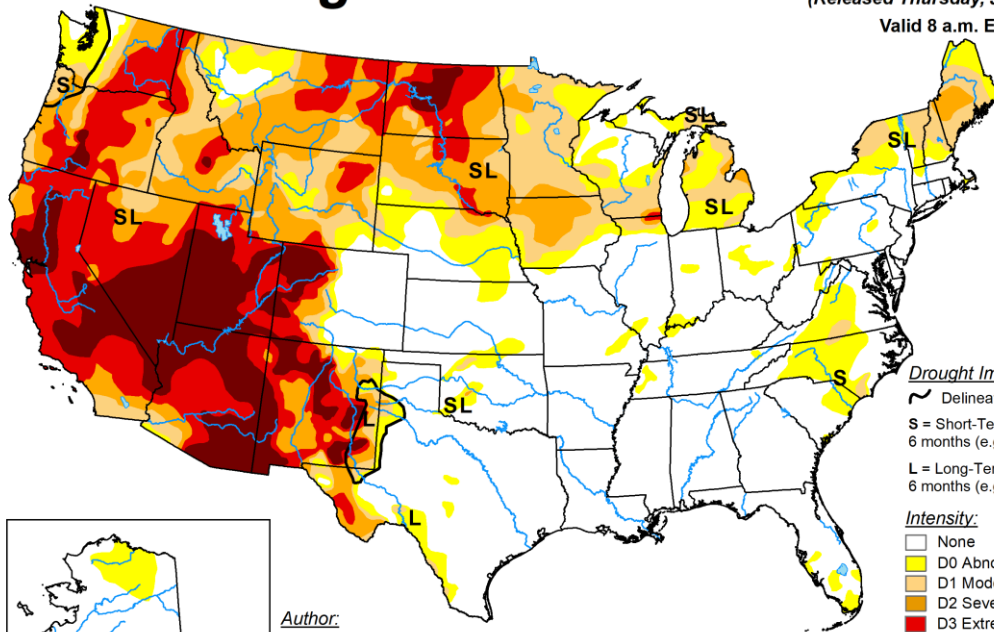 (Released Thursday,
Valid 8 a.m. E
S
SL
SL
SL
SL
SL
L
SL
L
S
Drought Im
Delinea
S = Short-Te
6 months (e.g
L = Long-Ter
6 months (e.g
Intensity:
None
D0 Abno
D1 Mode
D2 Seve
D3 Extre
Author: